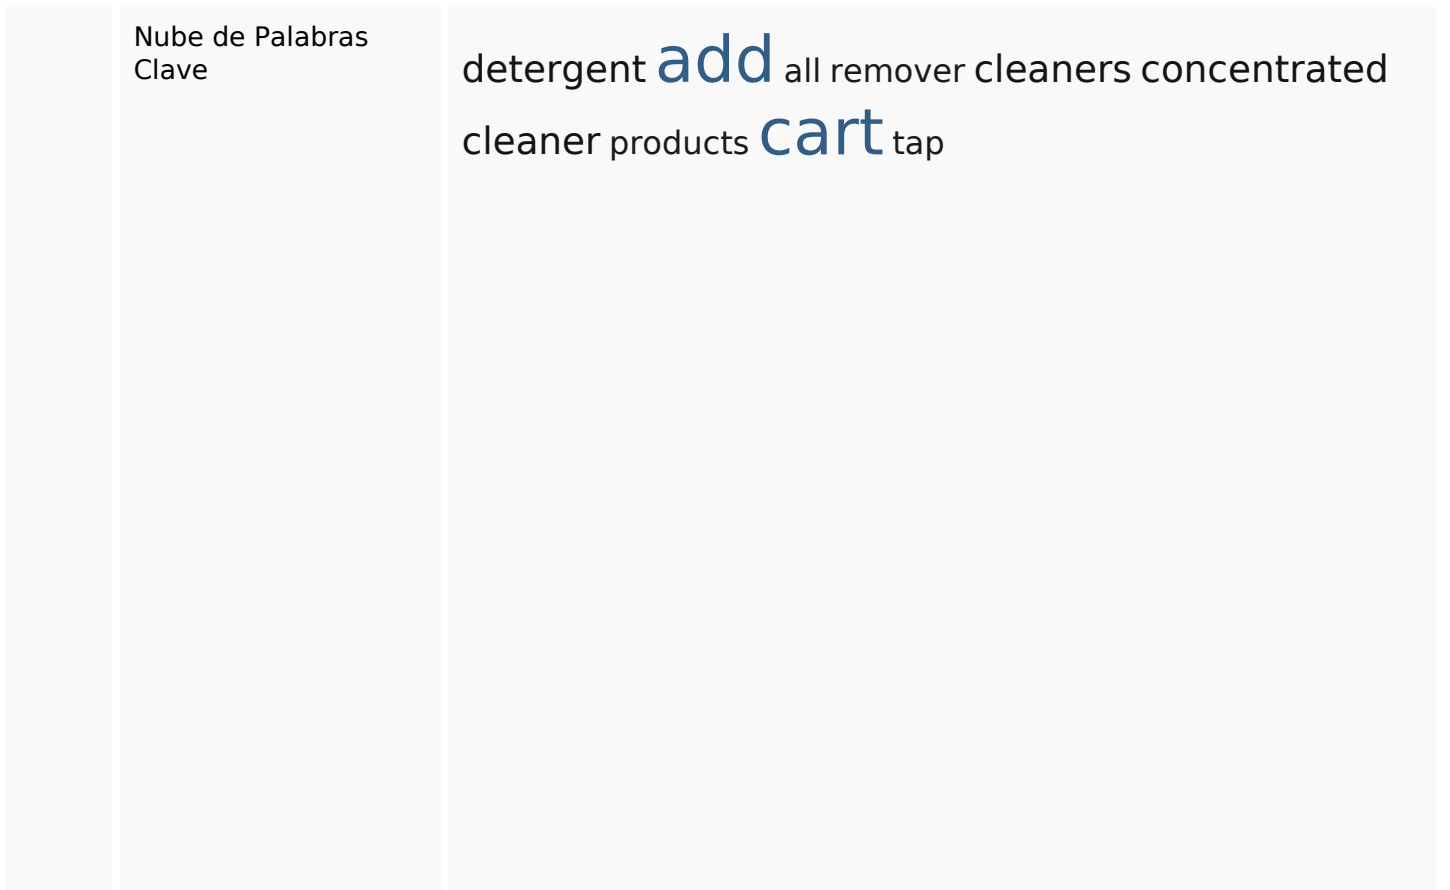 Nube de Palabras
Clave
detergent add all remover cleaners concentrated
cleaner products cart tap